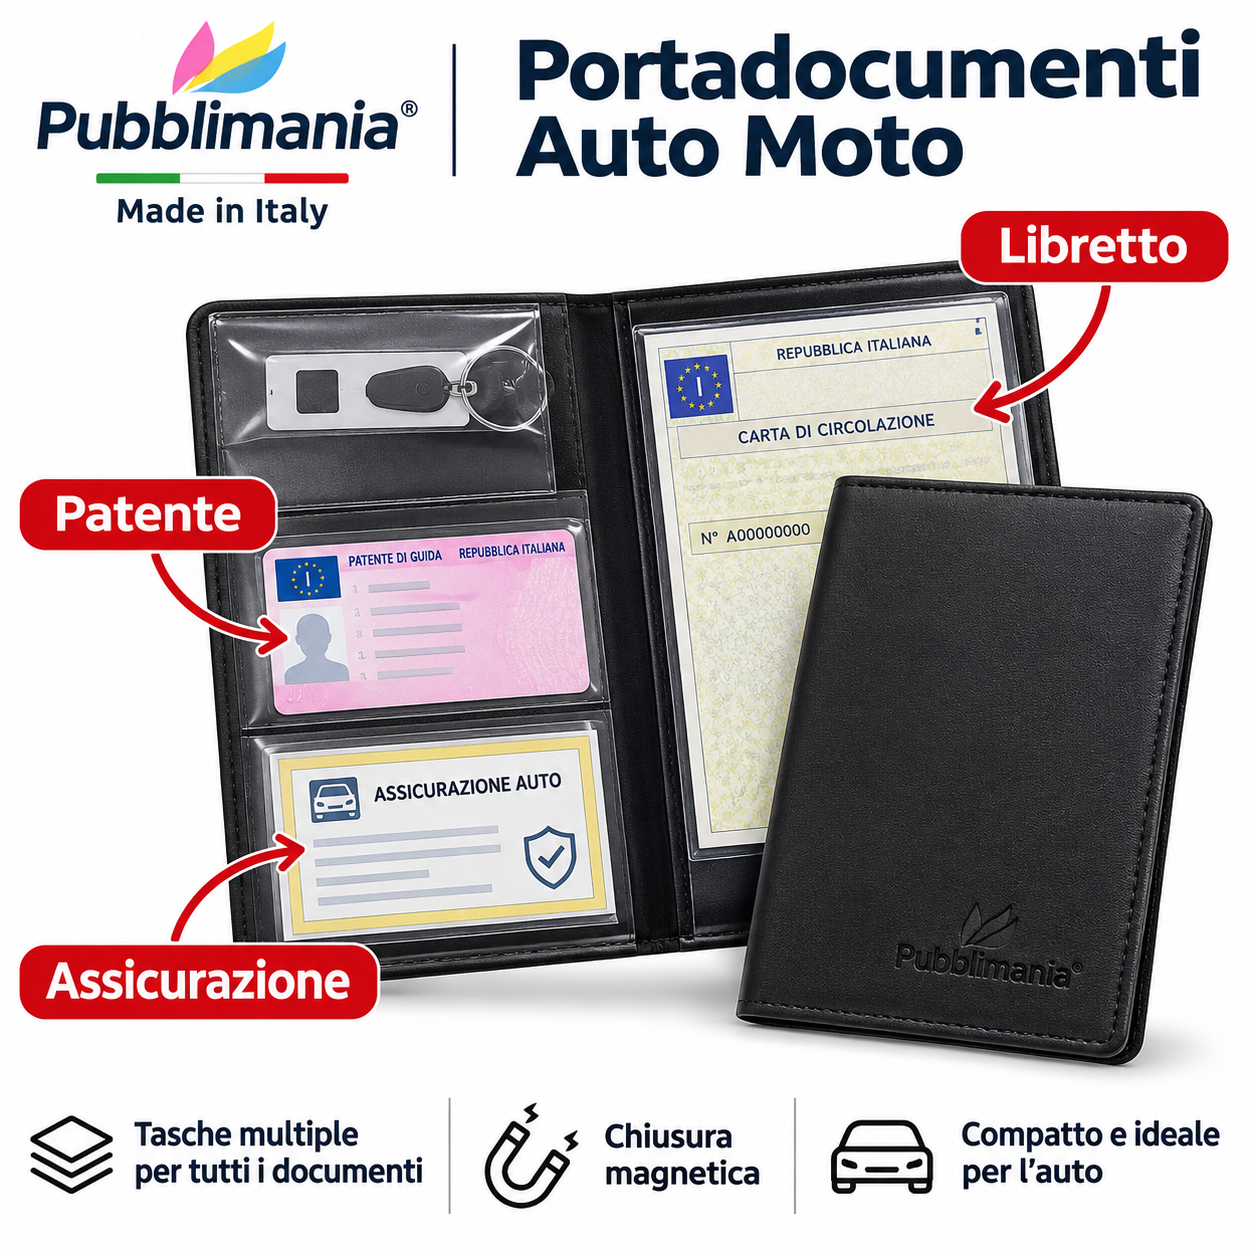 Pubblimania®
Made in Italy
Portadocumenti
Auto Moto
Libretto
REPUBBLICA ITALIANA
I
CARTA DI CIRCOLAZIONE
N° A00000000
Patente
PATENTE DI GUIDA REPUBBLICA ITALIANA
I
ASSICURAZIONE AUTO
Assicurazione
Pubblimania®
Tasche multiple
per tutti i documenti
Chiusura
magnetica
Compatto e ideale
per l'auto